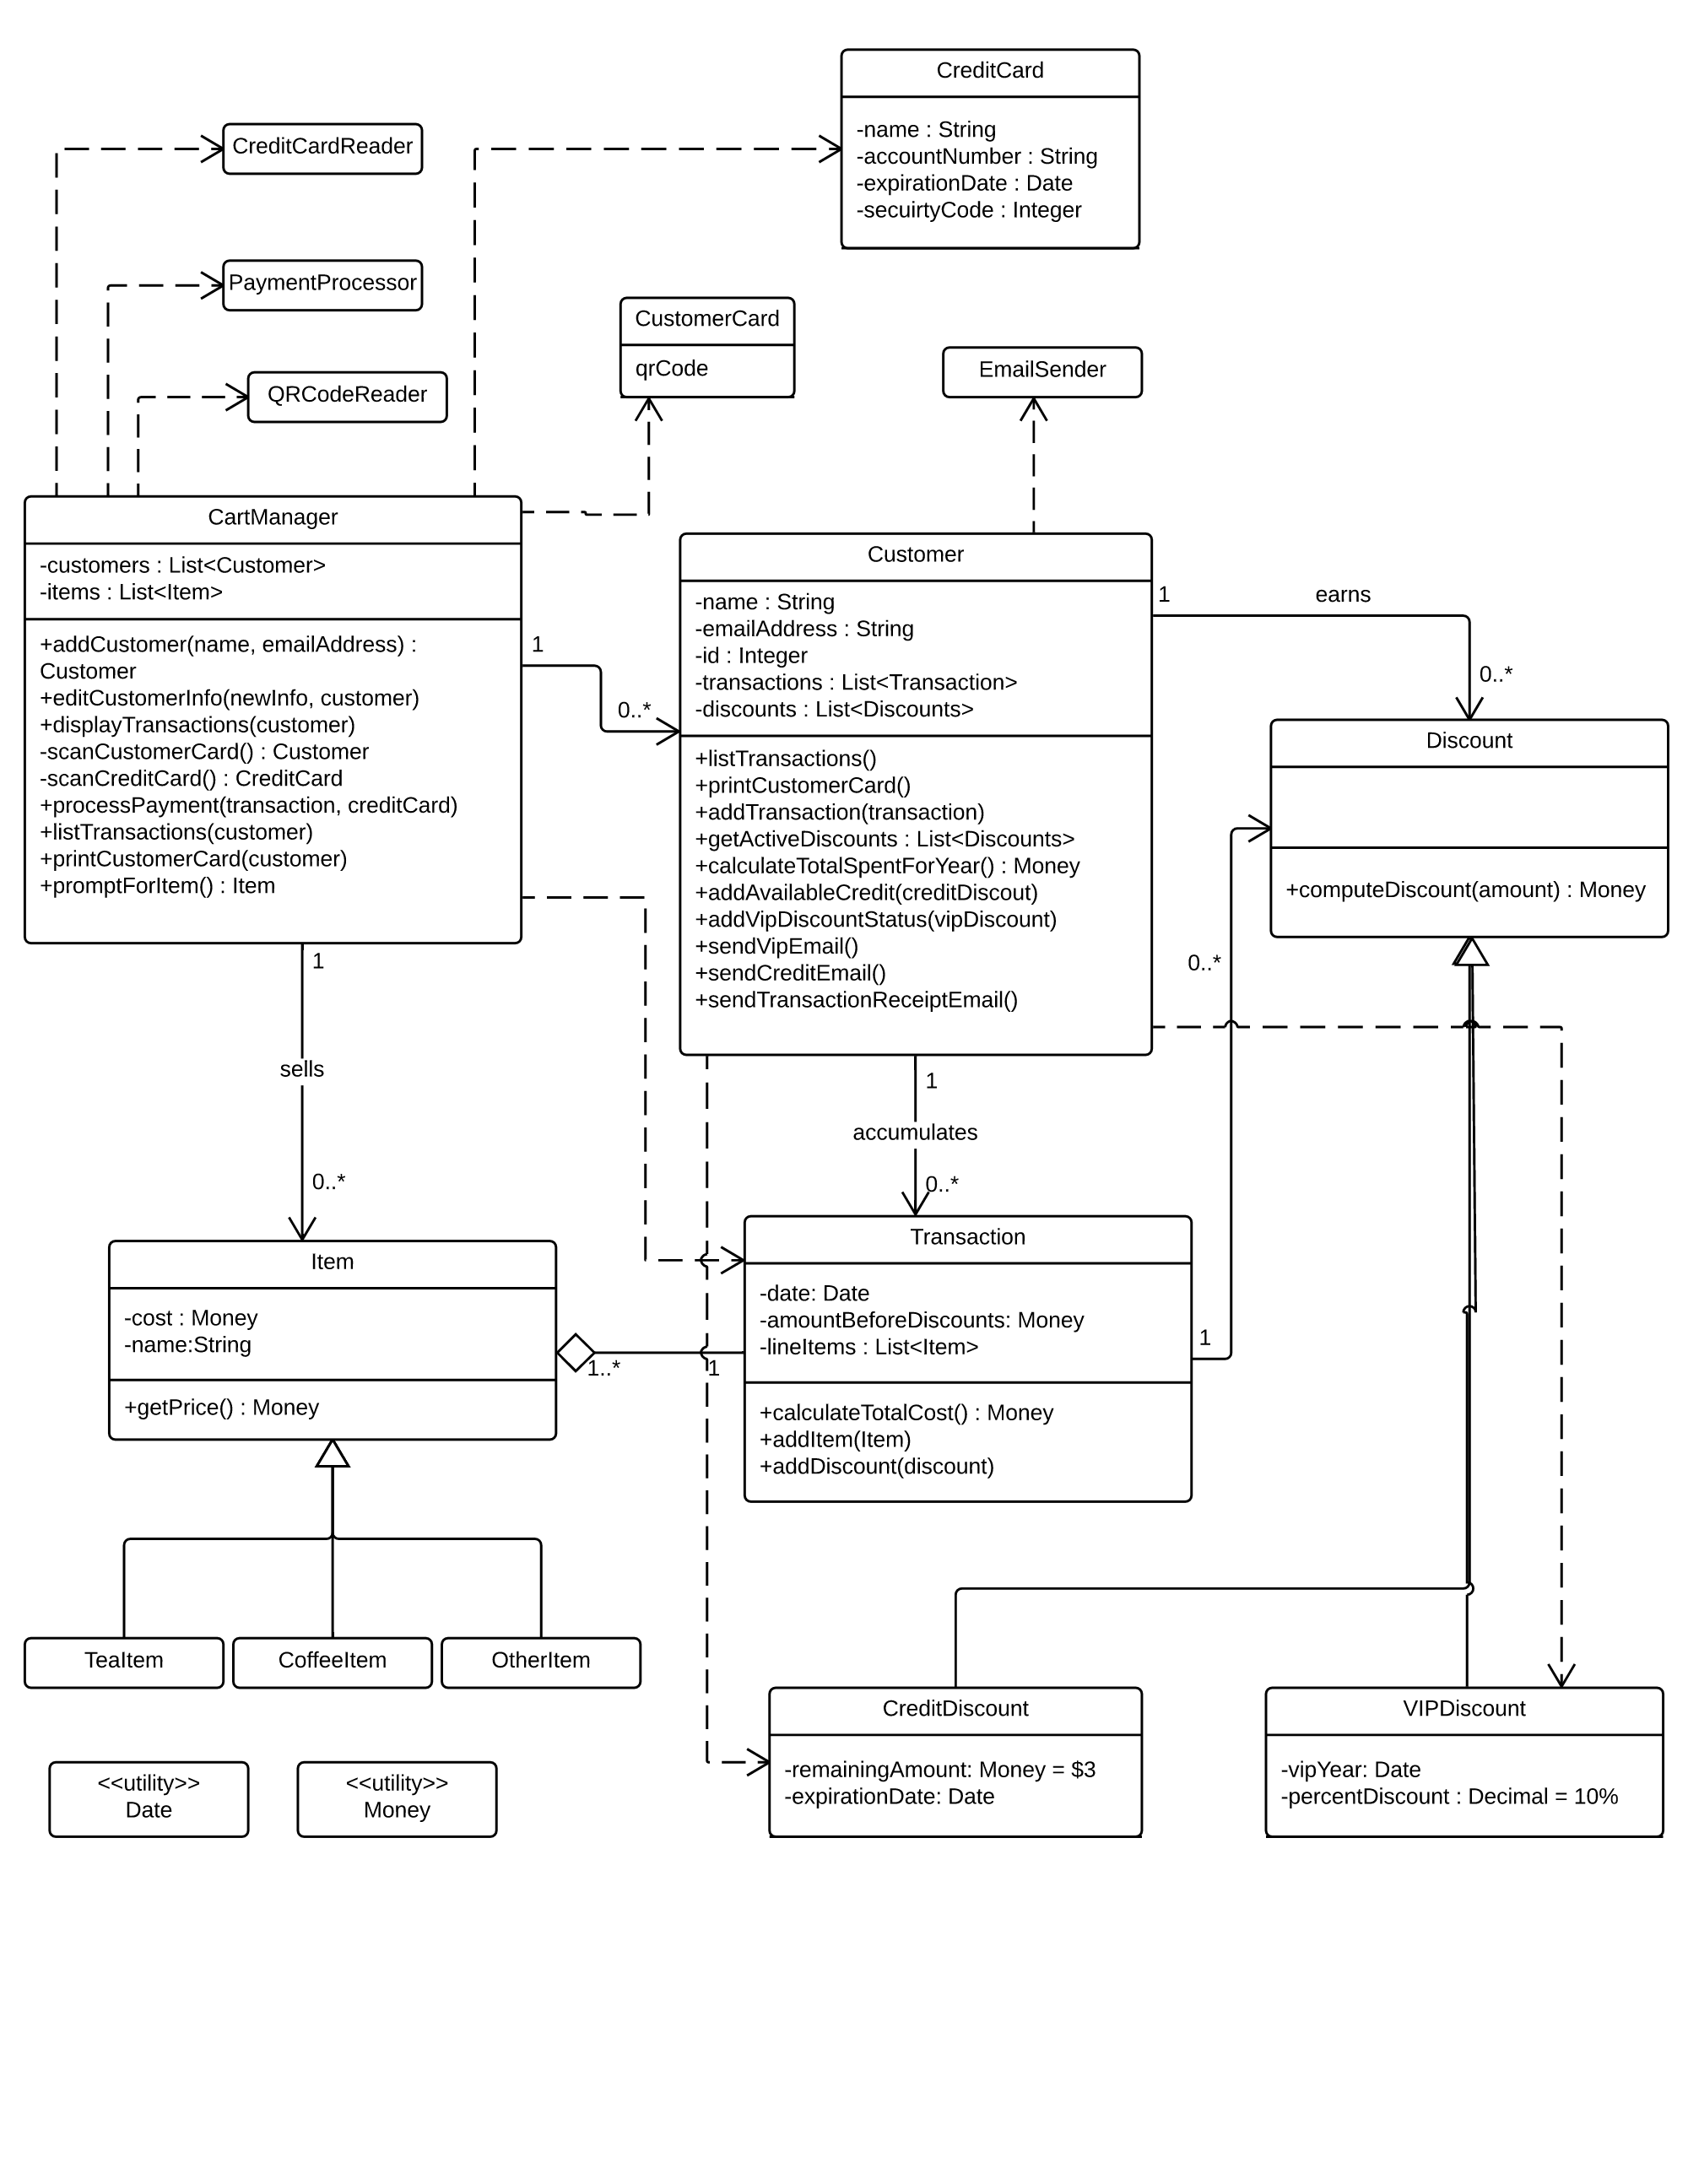 CreditCard
-name : String
-accountNumber : String
-expirationDate : Date
-secuirtyCode : Integer
CreditCardReader
PaymentProcessor
QRCodeReader
CustomerCard
qrCode
EmailSender
CartManager
-customers : List<Customer>
-items : List<Item>
+addCustomer(name, emailAddress) :
Customer
+editCustomerInfo(newInfo, customer)
+displayTransactions(customer)
-scanCustomerCard() : Customer
-scanCreditCard() : CreditCard
+processPayment(transaction, creditCard)
+listTransactions(customer)
+printCustomerCard(customer)
+promptForItem() : Item
1
0..*
Customer
-name : String
-emailAddress : String
-id : Integer
-transactions : List<Transaction>
-discounts : List<Discounts>
+listTransactions()
+printCustomerCard()
+addTransaction(transaction)
+getActiveDiscounts : List<Discounts>
+calculateTotalSpentForYear() : Money
+addAvailableCredit(creditDiscout)
+addVipDiscountStatus(vipDiscount)
+sendVipEmail()
+sendCreditEmail()
+sendTransactionReceiptEmail()
1
earns
0..*
Discount
+computeDiscount(amount) : Money
0..*
1
sells
0..*
1
accumulates
0..*
Item
-cost : Money
-name:String
+getPrice() : Money
1..*
1
Transaction
-date: Date
-amountBeforeDiscounts: Money
-lineItems : List<Item>
+calculateTotalCost() : Money
+addItem(Item)
+addDiscount(discount)
1
TeaItem
CoffeeItem
OtherItem
CreditDiscount
-remainingAmount: Money = $3
-expirationDate: Date
VIPDiscount
-vipYear: Date
-percentDiscount : Decimal = 10%
<<utility>>
Date
<<utility>>
Money